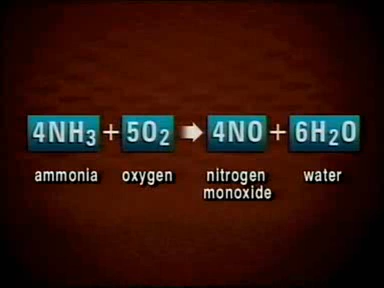 4NH₃ + 5O₂ → 4NO + 6H₂O
ammonia oxygen nitrogen monoxide water